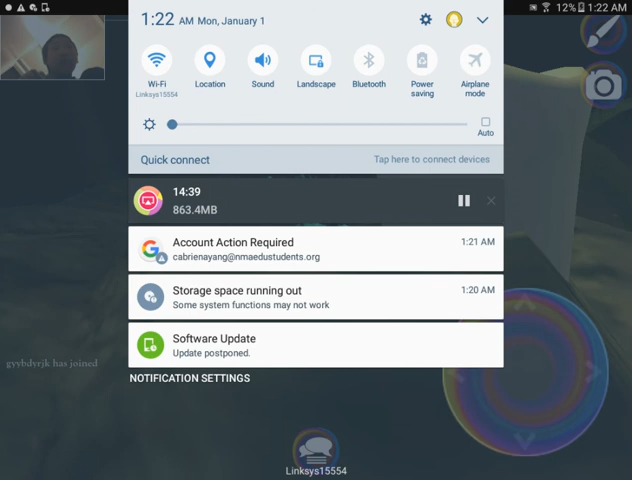 12% 1:22 AM
1:22 AM Mon, January 1
Wi-Fi
Linksys15554
Location
Sound
Landscape
Bluetooth
Power
saving
Airplane
mode
Auto
Quick connect
Tap here to connect devices
14:39
863.4MB
Account Action Required
1:21 AM
cabrienayang@nmaedustudents.org
Storage space running out
1:20 AM
Some system functions may not work
Software Update
Update postponed.
gyybdyrjk has joined
NOTIFICATION SETTINGS
Linksys15554